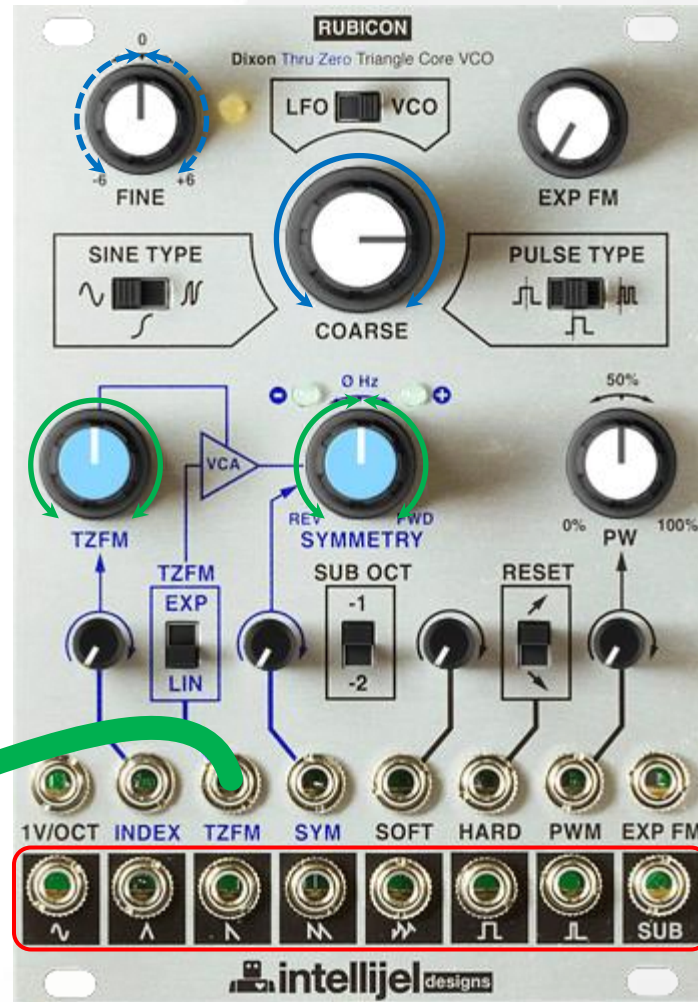 RUBICON
Dixon Thru Zero Triangle Core VCO
0
-6 +6
FINE
LFO VCO
EXP FM
SINE TYPE
COARSE
PULSE TYPE
0 Hz
50%
VCA
REV FWD
TZFM
SYMMETRY
0% 100%
PW
TZFM
EXP
LIN
SUB OCT
-1
-2
RESET
1V/OCT INDEX TZFM SYM SOFT HARD PWM EXP FM
SUB
intellijel designs